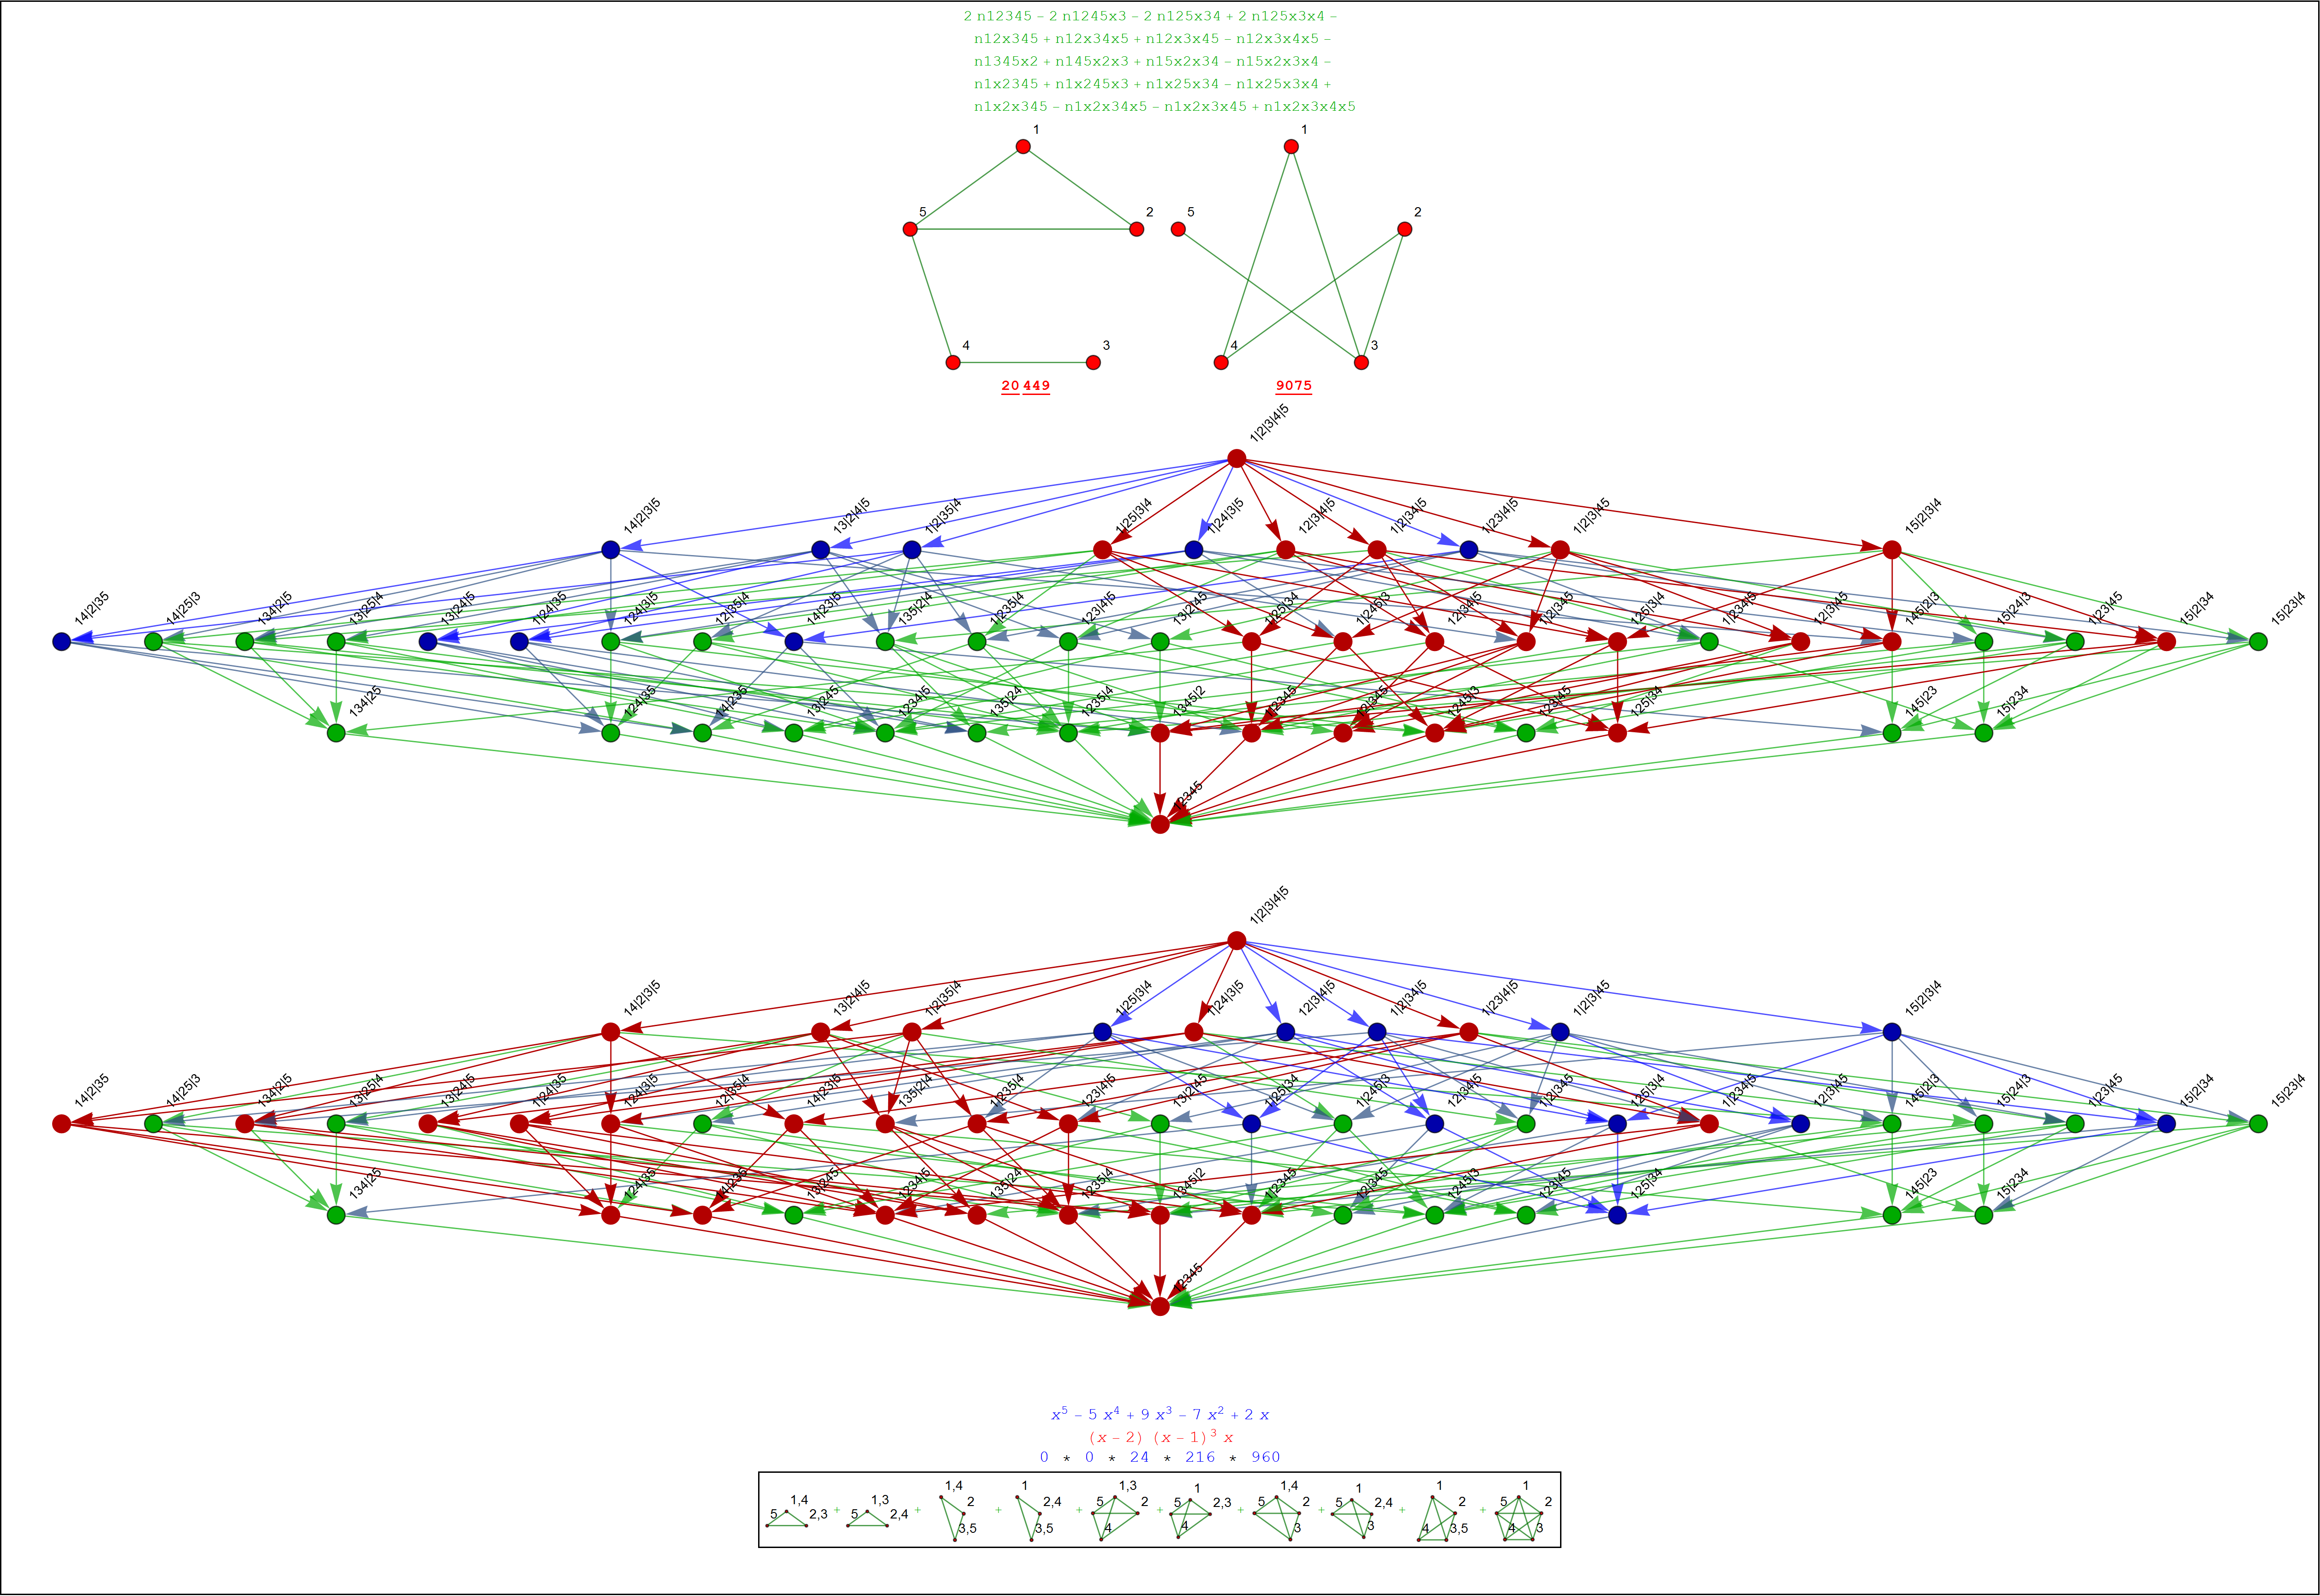 2 n12345 − 2 n1245x3 − 2 n125x34 + 2 n125x3x4 −
n12x345 + n12x34x5 + n12x3x45 − n12x3x4x5 −
n1345x2 + n145x2x3 + n15x2x34 − n15x2x3x4 −
n1x2345 + n1x245x3 + n1x25x34 − n1x25x3x4 +
n1x2x345 − n1x2x34x5 − n1x2x3x45 + n1x2x3x4x5
1 1
5 2 5 2
4 3 4 3
20 449 9075
1|2|3|4|5
14|2|3|5 13|2|4|5 1|2|35|4 1|25|3|4 1|24|3|5 12|3|4|5 1|2|34|5 1|23|4|5 1|2|3|45 15|2|3|4
14|2|35 14|25|3 134|2|5 13|25|4 13|24|5 1|24|35 124|3|5 12|35|4 14|23|5 135|2|4 1|235|4 123|4|5 13|2|45 1|25|34 1|245|3 12|34|5 1|2|345 125|3|4 1|234|5 12|3|45 145|2|3 15|24|3 1|23|45 15|2|34 15|23|4
134|25 124|35 14|235 13|245 1234|5 135|24 1235|4 1345|2 1|2345 12|345 1245|3 123|45 125|34 145|23 15|234
12345
1|2|3|4|5
14|2|3|5 13|2|4|5 1|2|35|4 1|25|3|4 1|24|3|5 12|3|4|5 1|2|34|5 1|23|4|5 1|2|3|45 15|2|3|4
14|2|35 14|25|3 134|2|5 13|25|4 13|24|5 1|24|35 124|3|5 12|35|4 14|23|5 135|2|4 1|235|4 123|4|5 13|2|45 1|25|34 1|245|3 12|34|5 1|2|345 125|3|4 1|234|5 12|3|45 145|2|3 15|24|3 1|23|45 15|2|34 15|23|4
134|25 124|35 14|235 13|245 1234|5 135|24 1235|4 1345|2 1|2345 12|345 1245|3 123|45 125|34 145|23 15|234
12345
x⁵ − 5 x⁴ + 9 x³ − 7 x² + 2 x
(x − 2) (x − 1)³ x
0 * 0 * 24 * 216 * 960
5 1,4 2,3 + 5 1,3 2,4 + 1,4 2 3,5 + 1 2,4 3,5 + 1,3 5 2 4 + 1 5 2,3 4 + 1,4 5 2 3 + 1 5 2,4 3 + 1 2 4 3,5 + 1 5 2 4 3